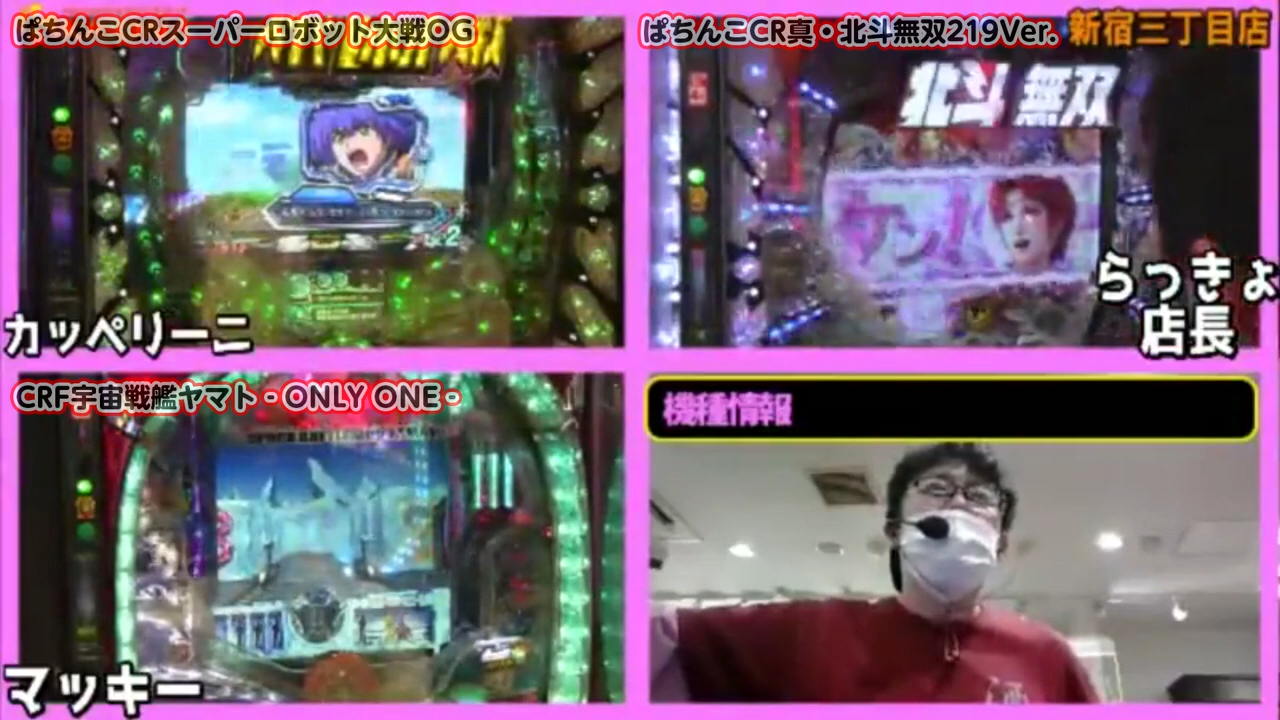 ぱちんこCRスーパーロボット大戦OG
ぱちんこCR真・北斗無双219Ver.
新宿三丁目店
北斗無双
ケン!
カッペリーニ
らっきょ
店長
CRF宇宙戦艦ヤマト - ONLY ONE -
機種情報
マッキー